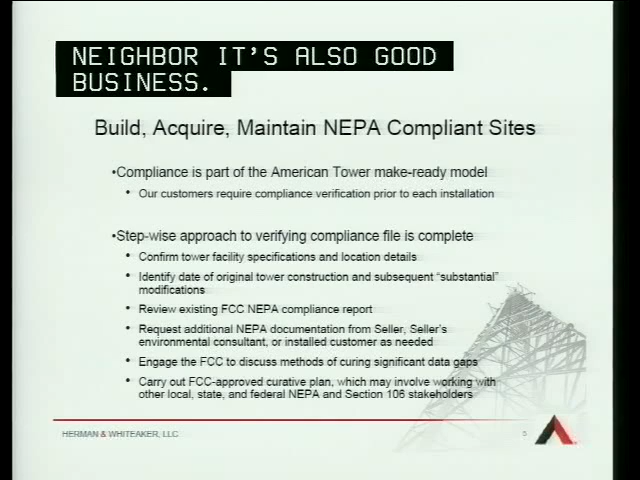 NEIGHBOR IT'S ALSO GOOD
BUSINESS.
Build, Acquire, Maintain NEPA Compliant Sites
•Compliance is part of the American Tower make-ready model
• Our customers require compliance verification prior to each installation
•Step-wise approach to verifying compliance file is complete
• Confirm tower facility specifications and location details
• Identify date of original tower construction and subsequent "substantial"
modifications
• Review existing FCC NEPA compliance report
• Request additional NEPA documentation from Seller, Seller's
environmental consultant, or installed customer as needed
• Engage the FCC to discuss methods of curing significant data gaps
• Carry out FCC-approved curative plan, which may involve working with
other local, state, and federal NEPA and Section 106 stakeholders
HERMAN & WHITEAKER, LLC
5